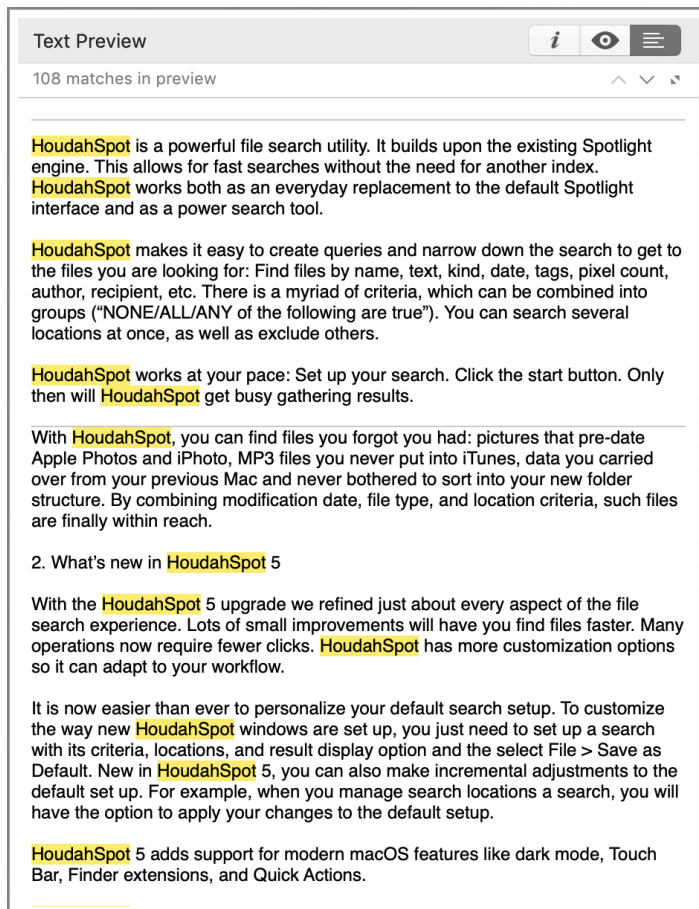 Text Preview
108 matches in preview
HoudahSpot is a powerful file search utility. It builds upon the existing Spotlight
engine. This allows for fast searches without the need for another index.
HoudahSpot works both as an everyday replacement to the default Spotlight
interface and as a power search tool.
HoudahSpot makes it easy to create queries and narrow down the search to get to
the files you are looking for: Find files by name, text, kind, date, tags, pixel count,
author, recipient, etc. There is a myriad of criteria, which can be combined into
groups (“NONE/ALL/ANY of the following are true”). You can search several
locations at once, as well as exclude others.
HoudahSpot works at your pace: Set up your search. Click the start button. Only
then will HoudahSpot get busy gathering results.
With HoudahSpot, you can find files you forgot you had: pictures that pre-date
Apple Photos and iPhoto, MP3 files you never put into iTunes, data you carried
over from your previous Mac and never bothered to sort into your new folder
structure. By combining modification date, file type, and location criteria, such files
are finally within reach.
2. What’s new in HoudahSpot 5
With the HoudahSpot 5 upgrade we refined just about every aspect of the file
search experience. Lots of small improvements will have you find files faster. Many
operations now require fewer clicks. HoudahSpot has more customization options
so it can adapt to your workflow.
It is now easier than ever to personalize your default search setup. To customize
the way new HoudahSpot windows are set up, you just need to set up a search
with its criteria, locations, and result display option and the select File > Save as
Default. New in HoudahSpot 5, you can also make incremental adjustments to the
default set up. For example, when you manage search locations a search, you will
have the option to apply your changes to the default setup.
HoudahSpot 5 adds support for modern macOS features like dark mode, Touch
Bar, Finder extensions, and Quick Actions.